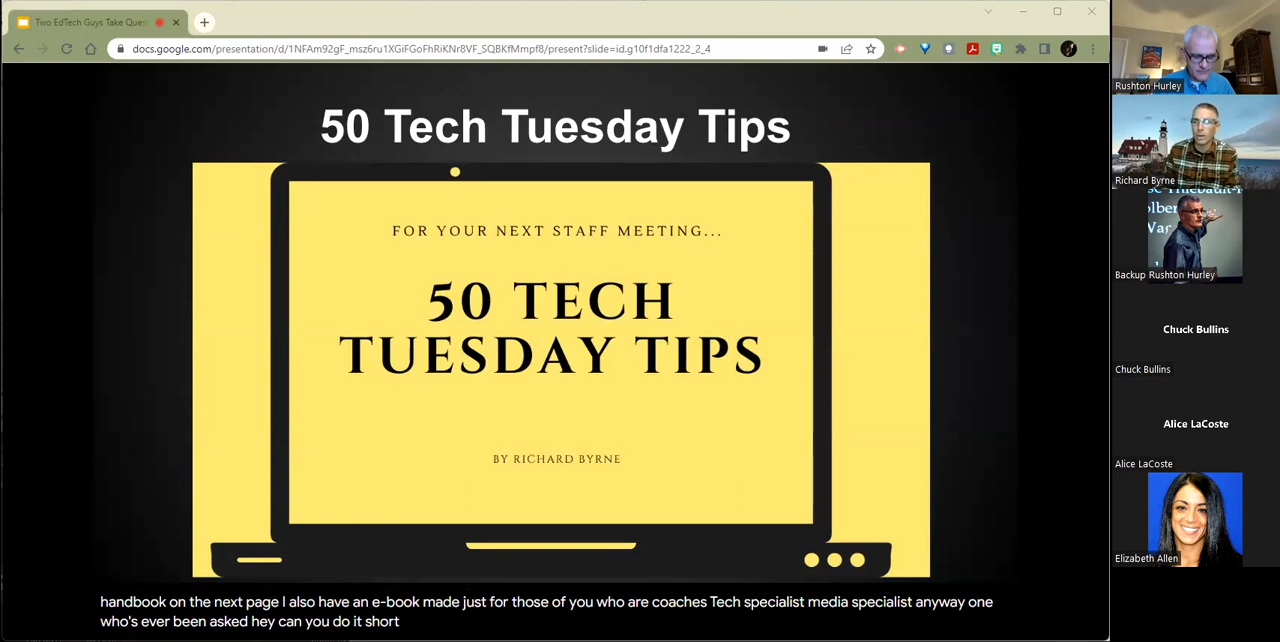 Two EdTech Guys Take Ques
docs.google.com/presentation/d/1NFAm92gF_msz6ru1XGiFGoFhRiKNr8VF_SQBKfMmpf8/present?slide=id.g10f1dfa1222_2_4
50 Tech Tuesday Tips
FOR YOUR NEXT STAFF MEETING...
50 TECH
TUESDAY TIPS
BY RICHARD BYRNE
handbook on the next page I also have an e-book made just for those of you who are coaches Tech specialist media specialist anyway one
who's ever been asked hey can you do it short
Rushton Hurley
Richard Byrne
Backup Rushton Hurley
Chuck Bullins
Chuck Bullins
Alice LaCoste
Alice LaCoste
Elizabeth Allen